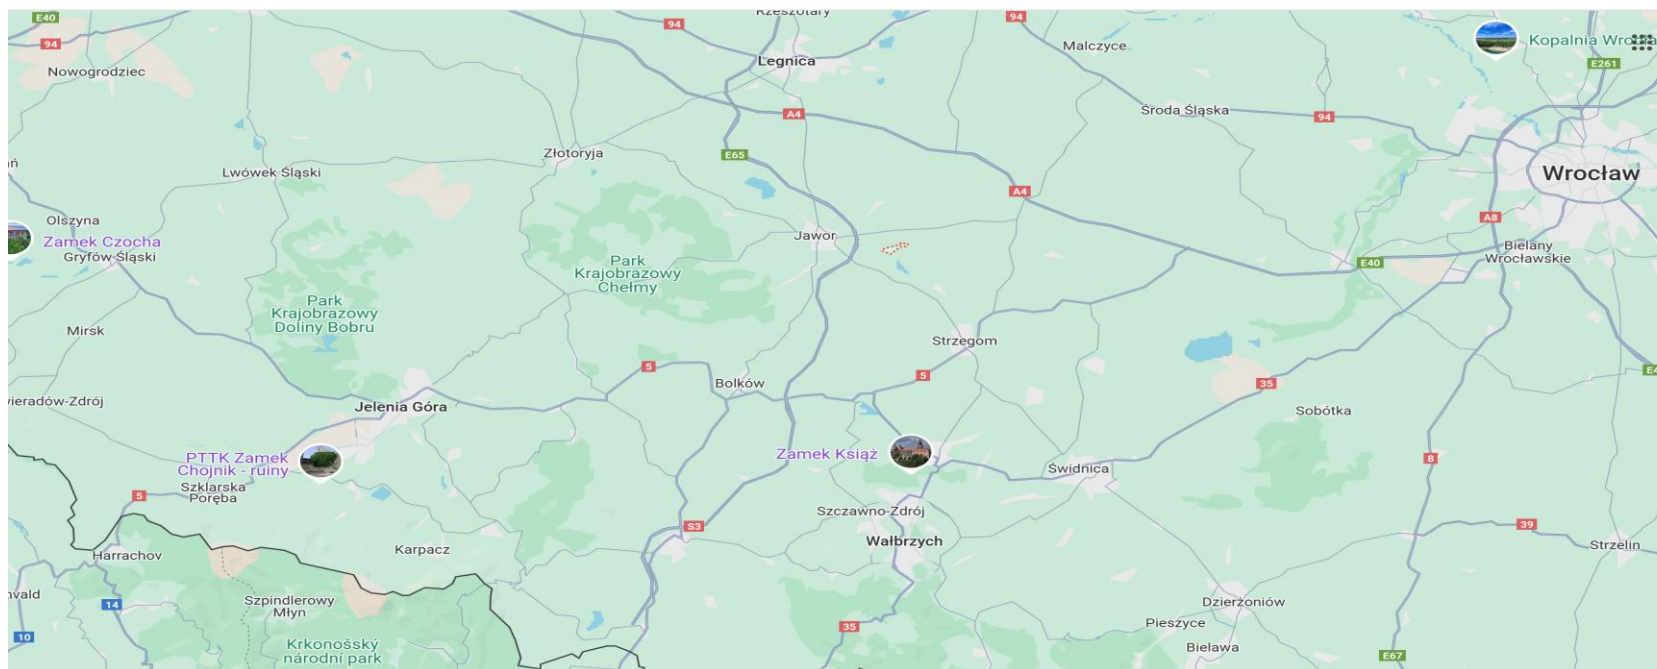 E40
94
94
Rzeszotary
94
Malczyce
Kopalnia
E261
Nowogrodziec
Legnica
A4
Środa Śląska
94
Złotoryja
E65
Lwówek Śląski
Wrocław
A4
Olszyna
A8
Zamek Czocha
Gryfów Śląski
Jawor
Bielany
Wrocławskie
Park
Krajobrazowy
Chełmy
E40
Park
Krajobrazowy
Doliny Bobru
Mirsk
Strzegom
5
Bolków
5
35
Jelenia Góra
Sobótka
PTTK Zamek
Chojnik - ruiny
Zamek Książ
8
Szklarska
Poręba
5
Świdnica
Szczawno-Zdrój
S3
39
Wałbrzych
Strzelin
Harrachov
Karpacz
14
Szpindlerowy
Młyn
Dzierżoniów
Pieszyce
35
10
Krkonošský
národní park
Bielawa
E67